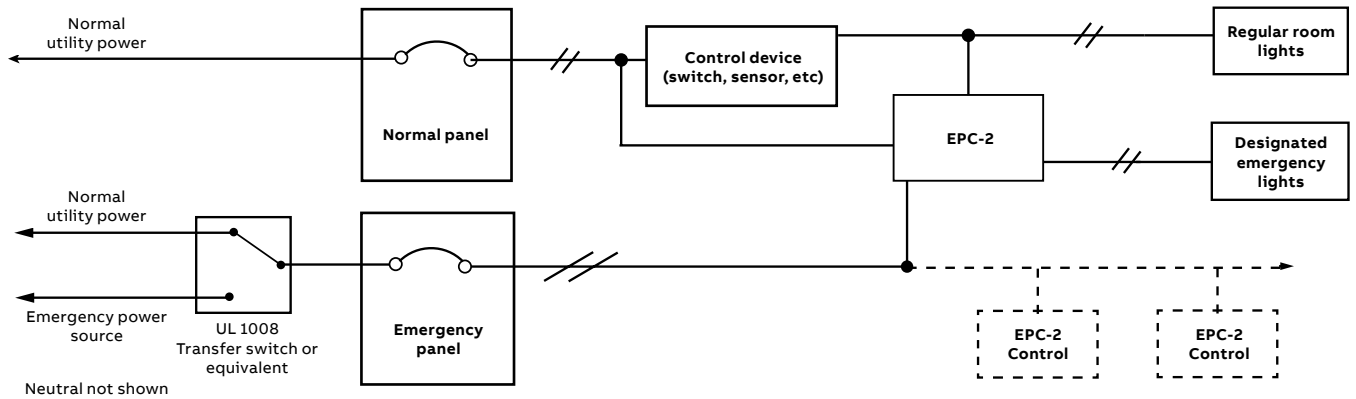 Normal
utility power
Normal panel
Control device
(switch, sensor, etc)
Regular room
lights
EPC-2
Designated
emergency
lights
Normal
utility power
Emergency power
source
UL 1008
Transfer switch or
equivalent
Emergency
panel
EPC-2
Control
EPC-2
Control
Neutral not shown